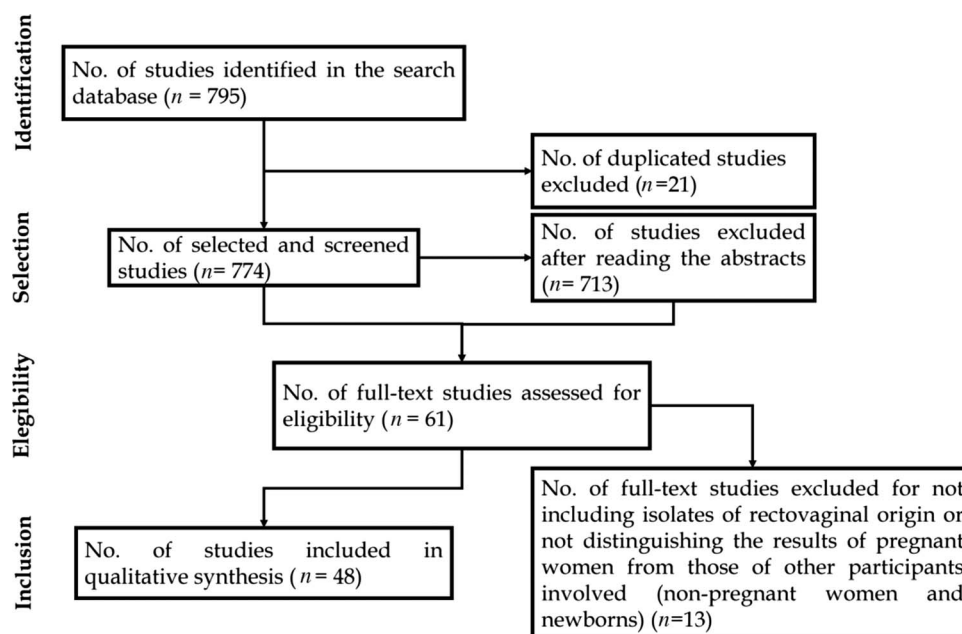 Identification
No. of studies identified in the search
database (n = 795)
No. of duplicated studies
excluded (n=21)
Selection
No. of selected and screened
studies (n= 774)
No. of studies excluded
after reading the abstracts
(n= 713)
Elegibility
No. of full-text studies assessed for
eligibility (n = 61)
Inclusion
No. of studies included in
qualitative synthesis (n = 48)
No. of full-text studies excluded for not
including isolates of rectovaginal origin or
not distinguishing the results of pregnant
women from those of other participants
involved (non-pregnant women and
newborns) (n=13)